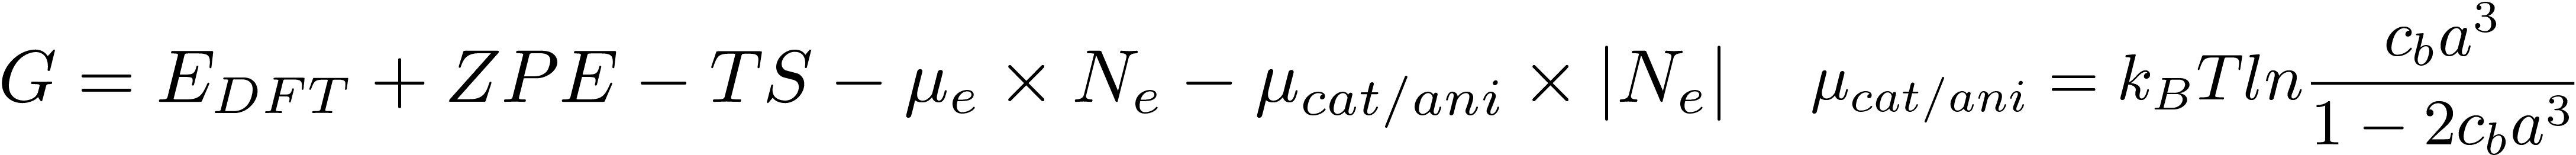 G = E_{DFT} + ZPE − TS − μ_e × N_e − μ_{cat/ani} × |N_e|   μ_{cat/ani} = k_B T ln \frac{c_b a^3}{1 − 2c_b a^3}